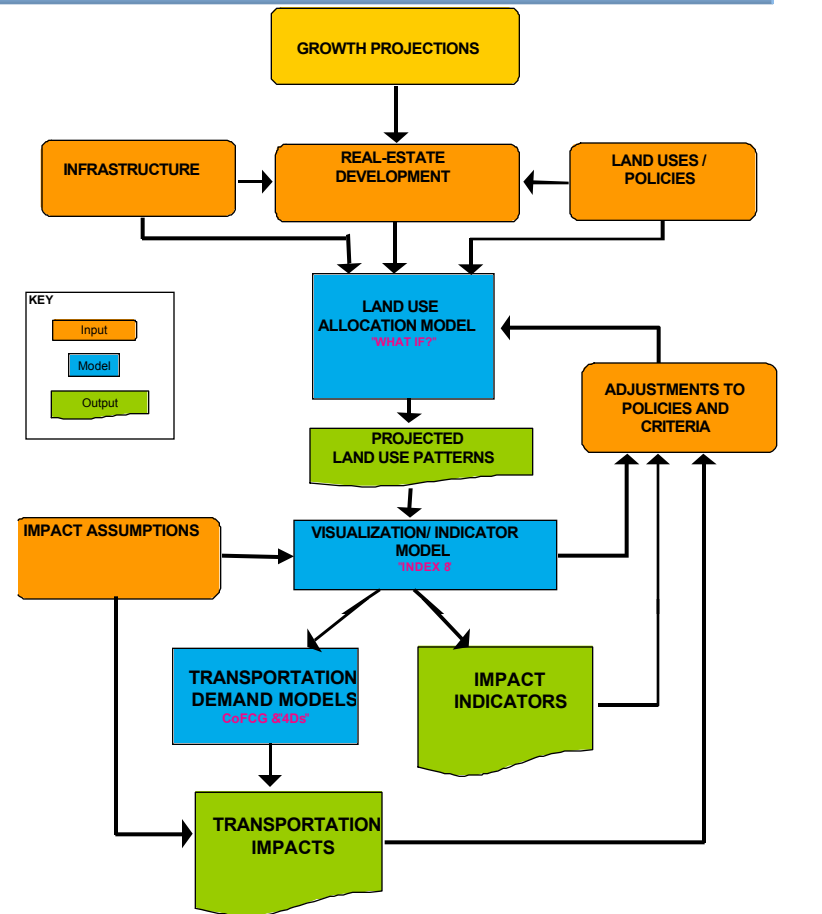 GROWTH PROJECTIONS
INFRASTRUCTURE
REAL-ESTATE
DEVELOPMENT
LAND USES /
POLICIES
KEY
Input
Model
Output
LAND USE
ALLOCATION MODEL
"WHAT IF?"
ADJUSTMENTS TO
POLICIES AND
CRITERIA
PROJECTED
LAND USE PATTERNS
IMPACT ASSUMPTIONS
VISUALIZATION/ INDICATOR
MODEL
"INDEX 8"
TRANSPORTATION
DEMAND MODELS
CoFCG &"4Ds"
IMPACT
INDICATORS
TRANSPORTATION
IMPACTS